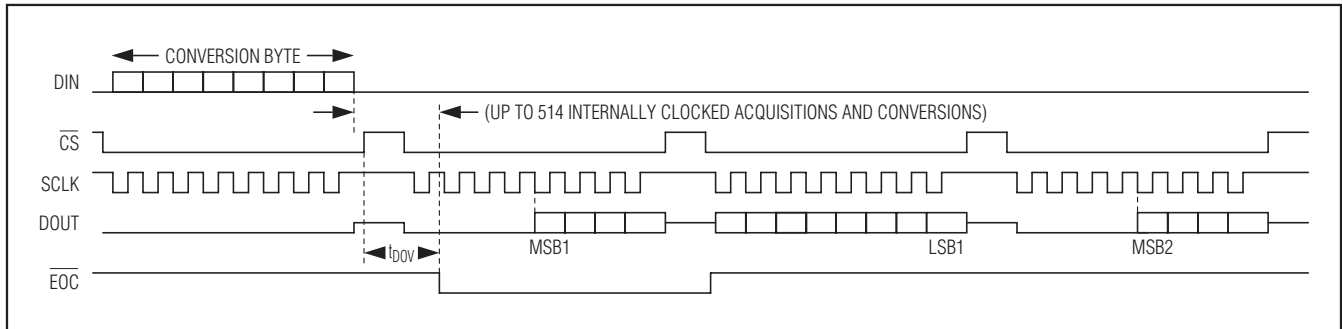 CONVERSION BYTE
DIN
(UP TO 514 INTERNALLY CLOCKED ACQUISITIONS AND CONVERSIONS)
CS
SCLK
DOUT
MSB1
LSB1
MSB2
tDOV
EOC